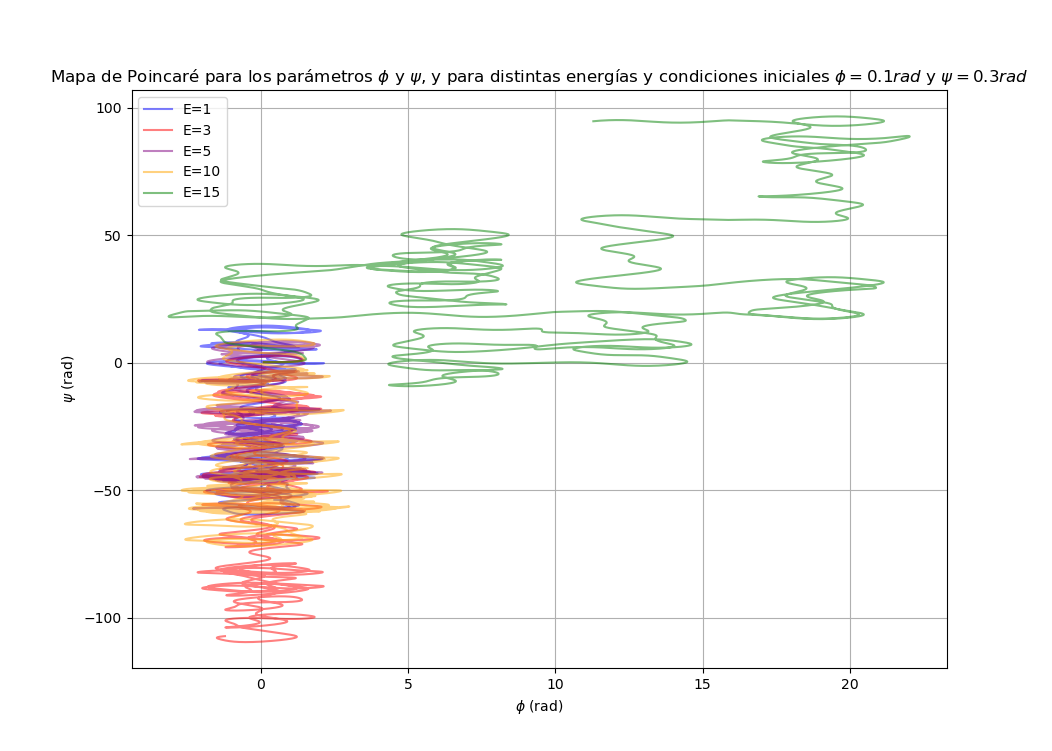 Mapa de Poincaré para los parámetros ϕ y ψ, y para distintas energías y condiciones iniciales ϕ = 0.1rad y ψ = 0.3rad
E=1
E=3
E=5
E=10
E=15
100
50
0
−50
−100
ψ (rad)
0 5 10 15 20
ϕ (rad)